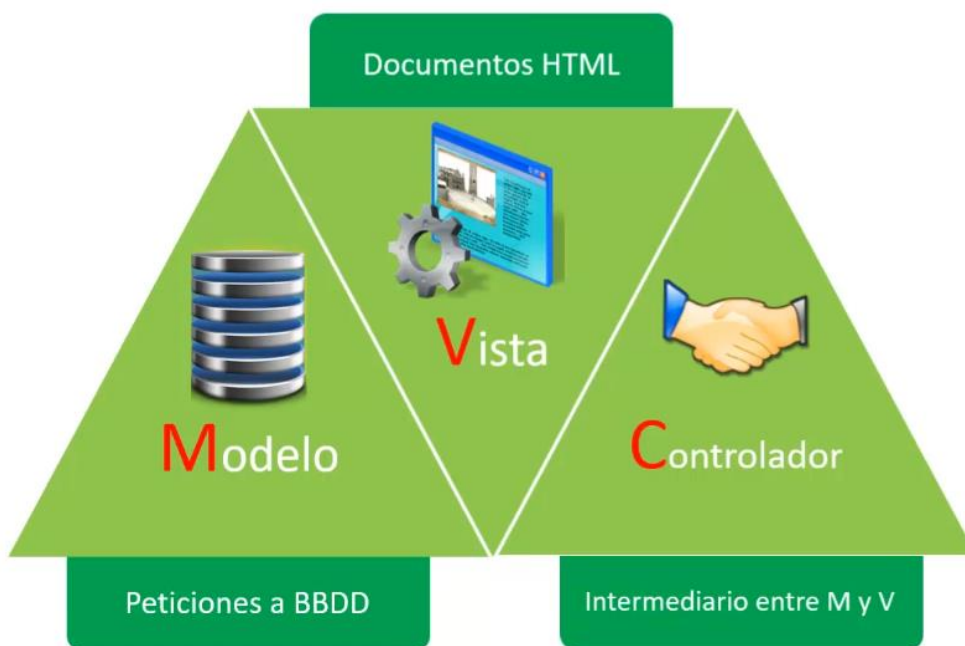 Documentos HTML
Vista
Modelo
Controlador
Peticiones a BBDD
Intermediario entre M y V